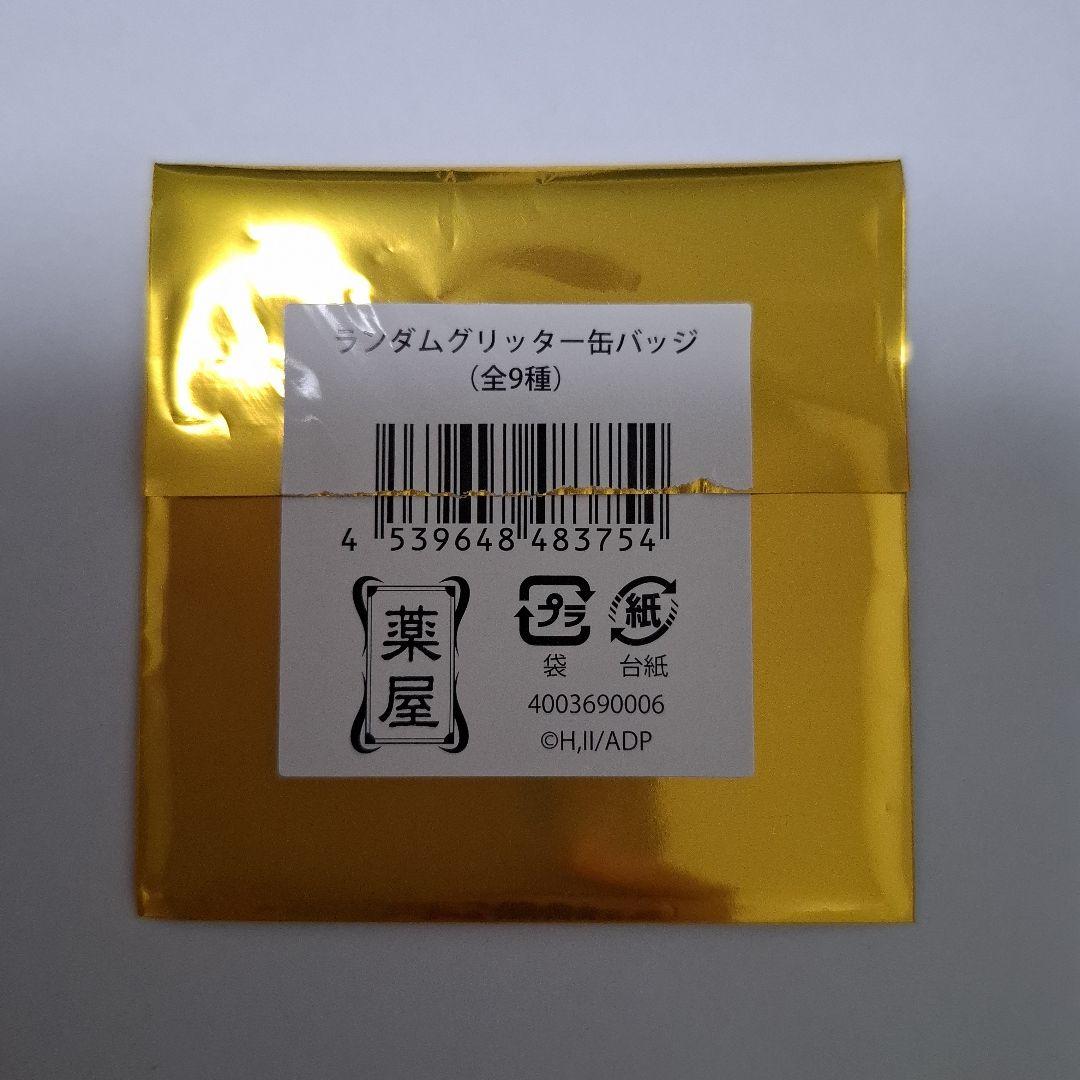 ランダムグリッター缶バッジ
（全9種）
4 539648 483754
薬屋
プラ 紙
袋 台紙
4003690006
©H,II/ADP